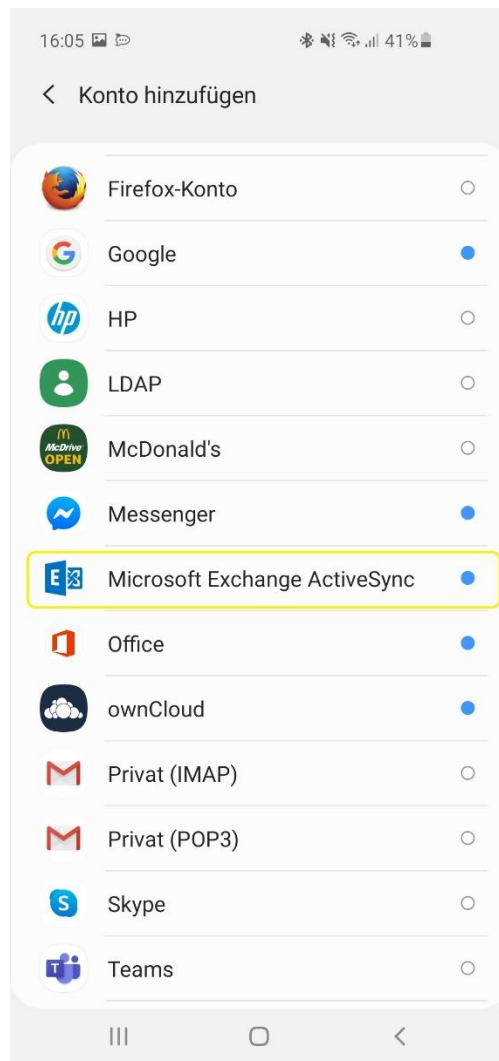 16:05 41%
Konto hinzufügen
Firefox-Konto
Google
hp HP
LDAP
McDrive OPEN McDonald's
Messenger
E Microsoft Exchange ActiveSync
Office
ownCloud
Privat (IMAP)
Privat (POP3)
S Skype
T Teams